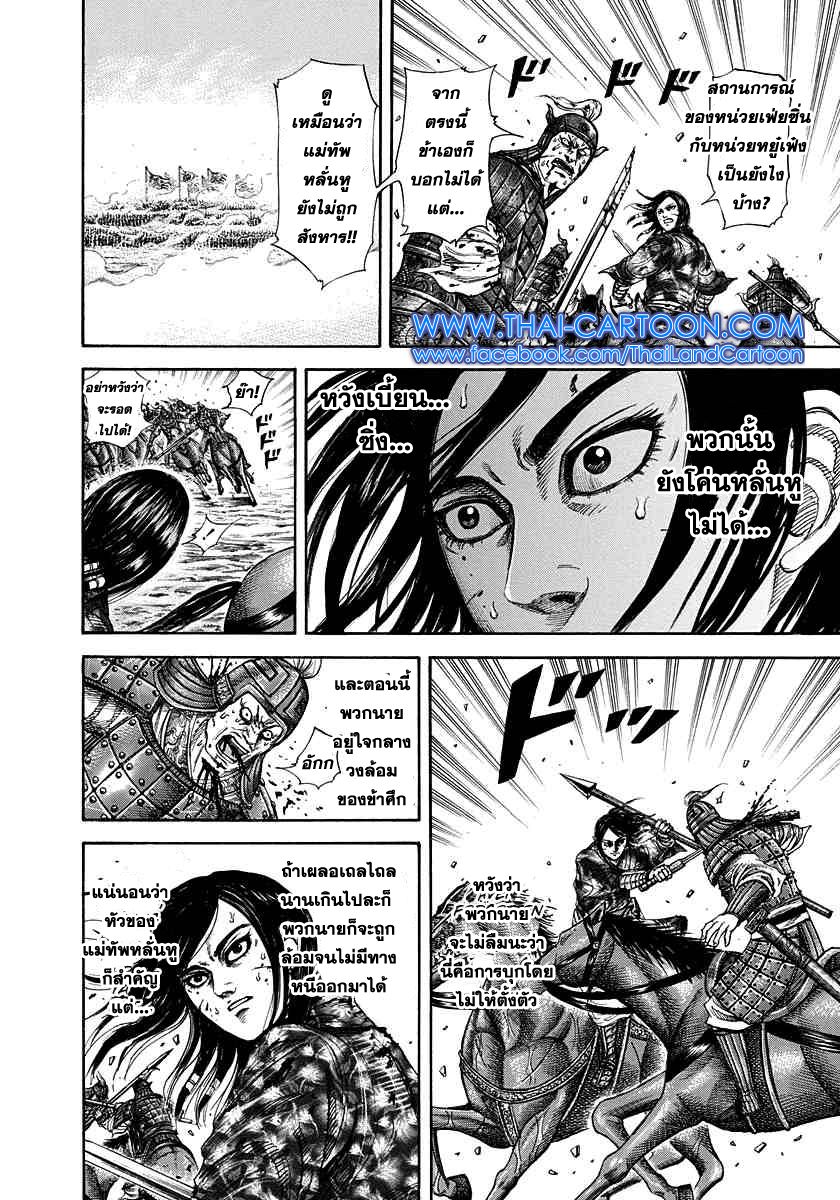 สถานการณ์
ของหน่วยเฟยซิ่น
กับหน่วยหยู่เฟิ่ง
เป็นยังไง
บ้าง?
จาก
ตรงนี้
ข้าเองก็
บอกไม่ได้
แต่...
ดู
เหมือนว่า
แม่ทัพ
หลั่นทู
ยังไม่ถูก
สังหาร!!
ドドド
WWW.THAI-CARTOON.COM
www.facebook.com/ThaiLandCartoon
พวกนั้น
ยังโค่นหลั่นทู
ไม่ได้...
หวังเบี้ยน...
ซิ่ง...
ย๊า!
อย่าหวังว่า
จะรอด
ไปได้!
ドドド
...!
ドドッ
หวังว่า
พวกนาย
จะไม่ลืมนะว่า
นี่คือการบุกโดย
ไม่ให้ตั้งตัว
และตอนนี้
พวกนาย
อยู่ใจกลาง
วงล้อม
ของข้าศึก
อักก
ถ้าเผลอเถลไถล
นานเกินไปละก็
พวกนายก็จะถูก
ล้อมจนไม่มีทาง
หนีออกมาได้
แน่นอนว่า
หัวของ
แม่ทัพหลั่นทู
ก็สำคัญ
แต่...